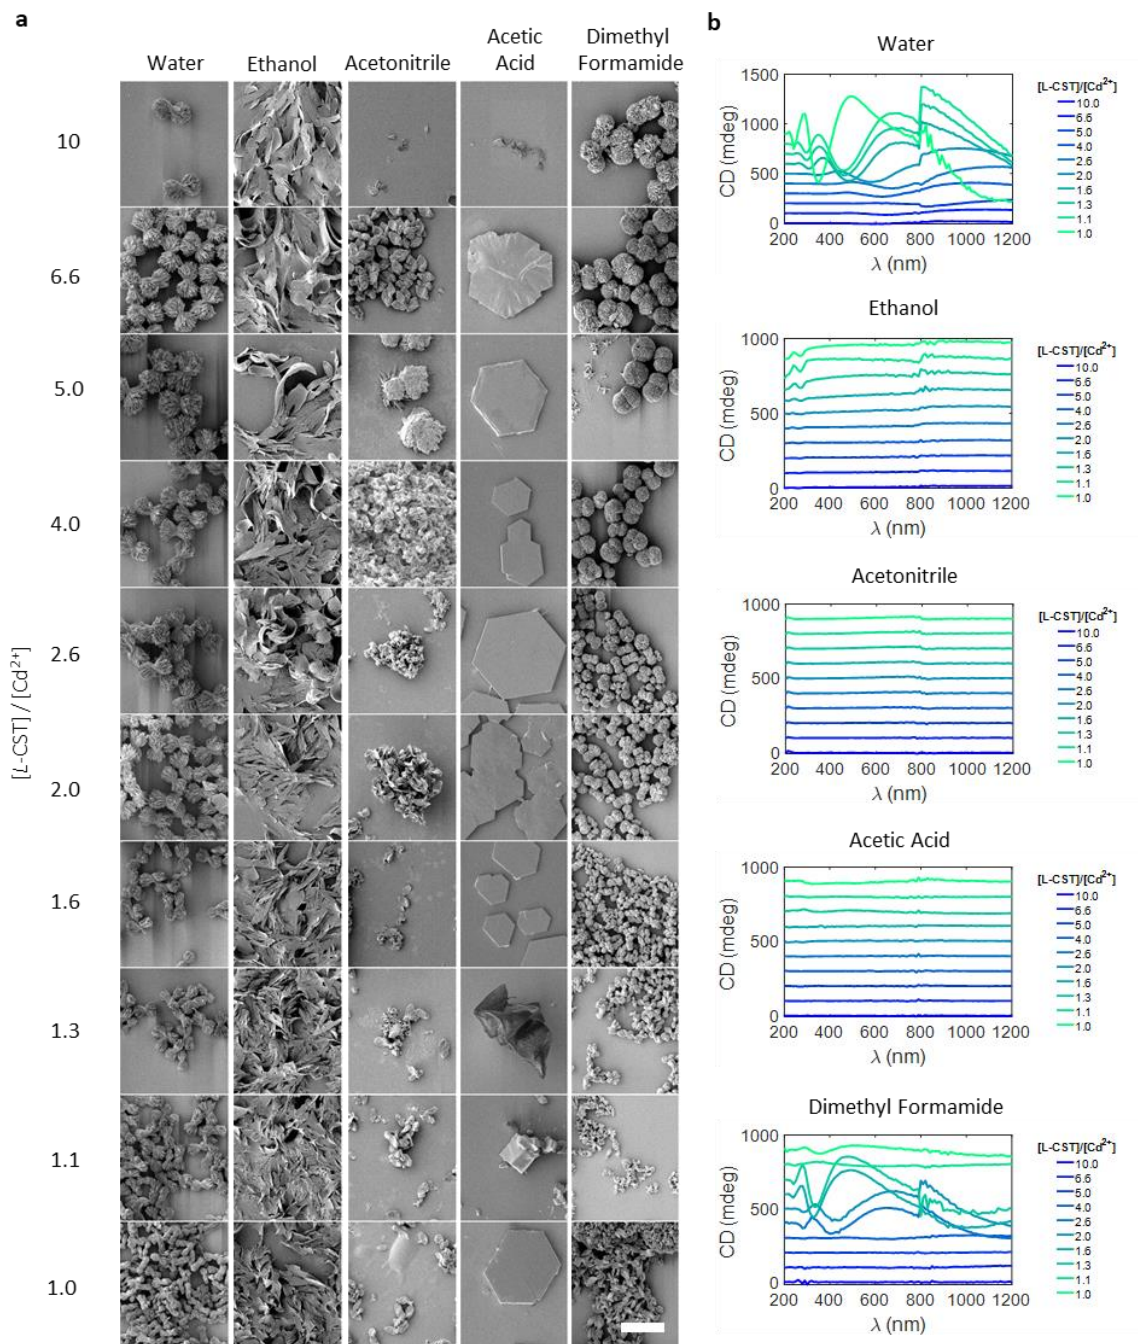 a
Water
Ethanol
Acetonitrile
Acetic
Acid
Dimethyl
Formamide
10
6.6
5.0
4.0
2.6
2.0
1.6
1.3
1.1
1.0
[L-CST] / [Cd²⁺]
b
Water
CD (mdeg)
1500
1000
500
0
200 400 600 800 1000 1200
λ (nm)
[L-CST]/[Cd²⁺]
10.0
6.6
5.0
4.0
2.6
2.0
1.6
1.3
1.1
1.0
Ethanol
CD (mdeg)
1000
500
0
200 400 600 800 1000 1200
λ (nm)
[L-CST]/[Cd²⁺]
10.0
6.6
5.0
4.0
2.6
2.0
1.6
1.3
1.1
1.0
Acetonitrile
CD (mdeg)
1000
500
0
200 400 600 800 1000 1200
λ (nm)
[L-CST]/[Cd²⁺]
10.0
6.6
5.0
4.0
2.6
2.0
1.6
1.3
1.1
1.0
Acetic Acid
CD (mdeg)
1000
500
0
200 400 600 800 1000 1200
λ (nm)
[L-CST]/[Cd²⁺]
10.0
6.6
5.0
4.0
2.6
2.0
1.6
1.3
1.1
1.0
Dimethyl Formamide
CD (mdeg)
1000
500
0
200 400 600 800 1000 1200
λ (nm)
[L-CST]/[Cd²⁺]
10.0
6.6
5.0
4.0
2.6
2.0
1.6
1.3
1.1
1.0